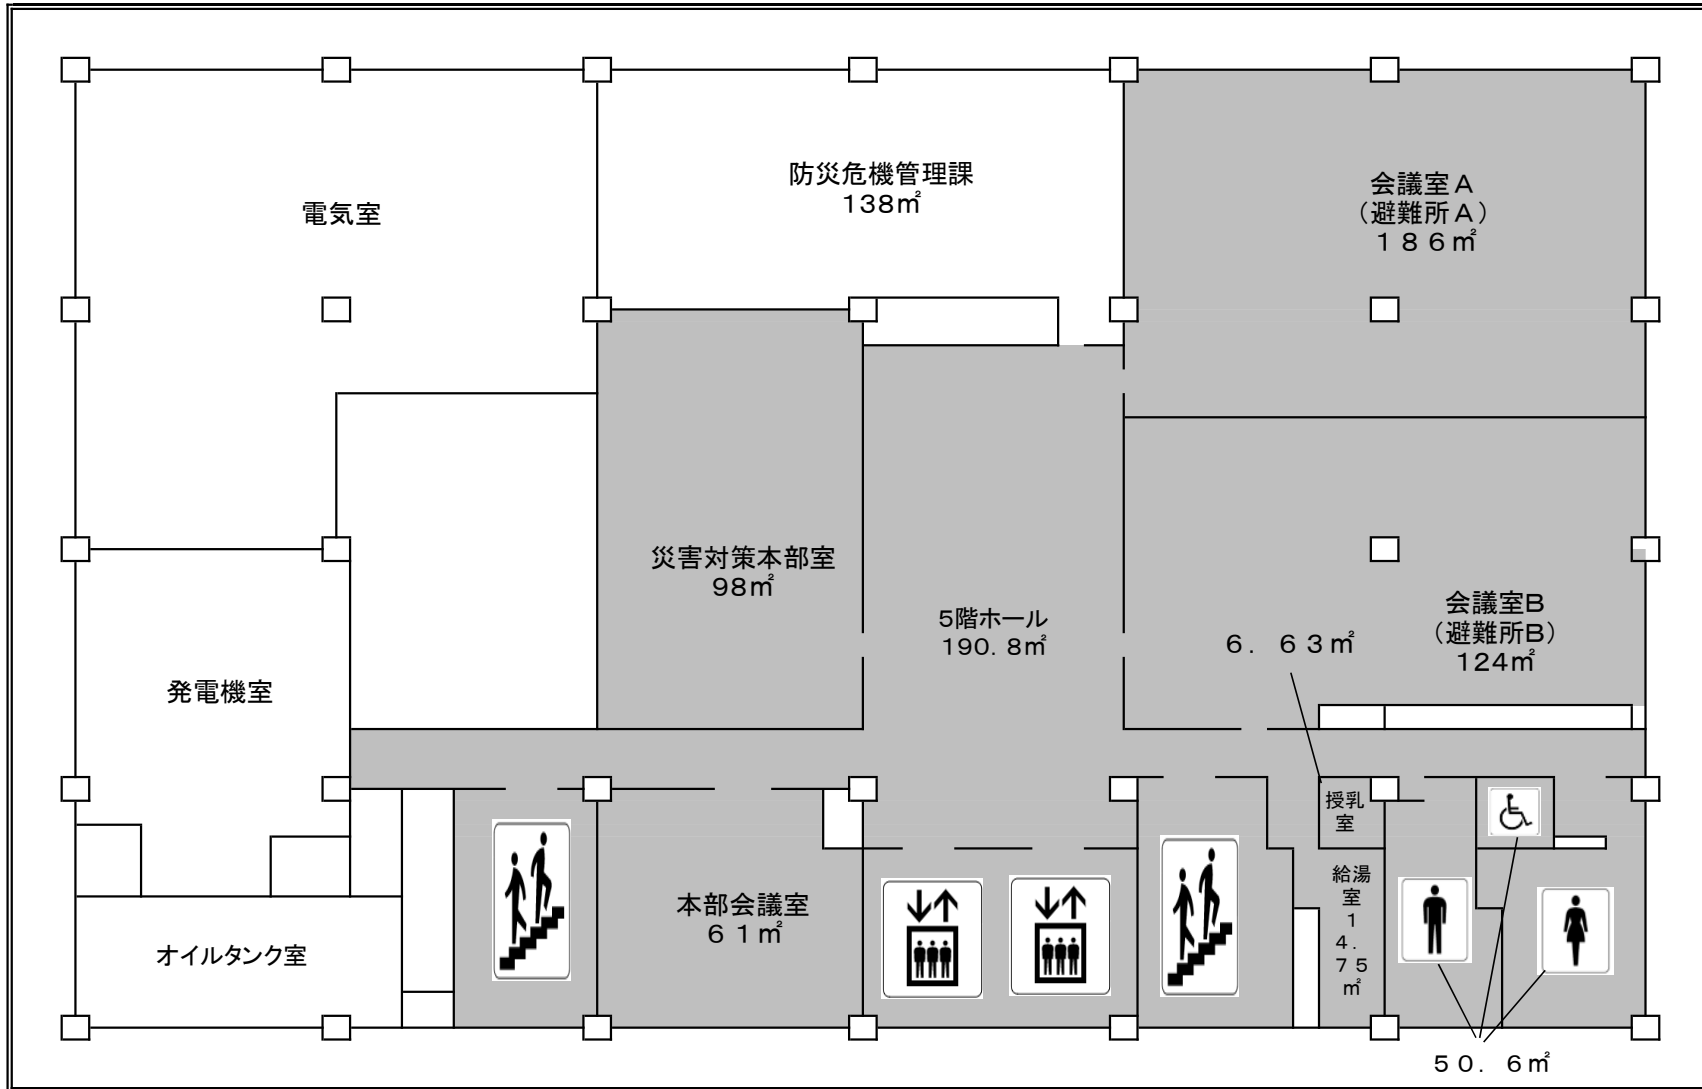 電気室
防災危機管理課
138㎡
会議室A
（避難所A）
１８６㎡
災害対策本部室
98㎡
5階ホール
190.8㎡
６．６３㎡
会議室B
（避難所B）
124㎡
発電機室
授乳
室
本部会議室
６１㎡
給湯
室
１
４．
７５
㎡
オイルタンク室
５０．６㎡